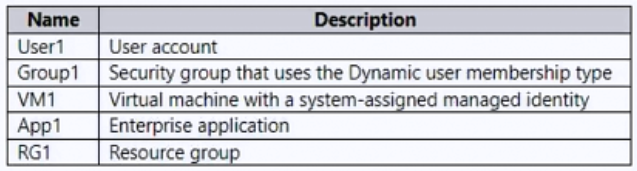 Name Description
User1 User account
Group1 Security group that uses the Dynamic user membership type
VM1 Virtual machine with a system-assigned managed identity
App1 Enterprise application
RG1 Resource group